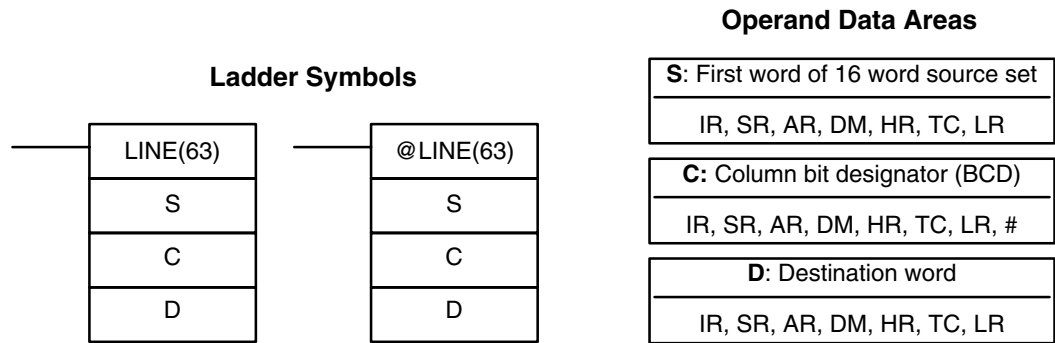 Ladder Symbols
LINE(63)
S
C
D
@LINE(63)
S
C
D
Operand Data Areas
S: First word of 16 word source set
IR, SR, AR, DM, HR, TC, LR
C: Column bit designator (BCD)
IR, SR, AR, DM, HR, TC, LR, #
D: Destination word
IR, SR, AR, DM, HR, TC, LR